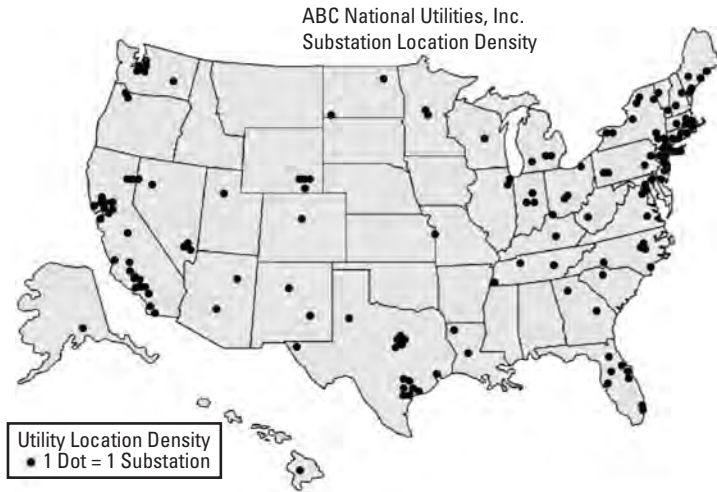 ABC National Utilities, Inc.
Substation Location Density
Utility Location Density
1 Dot = 1 Substation